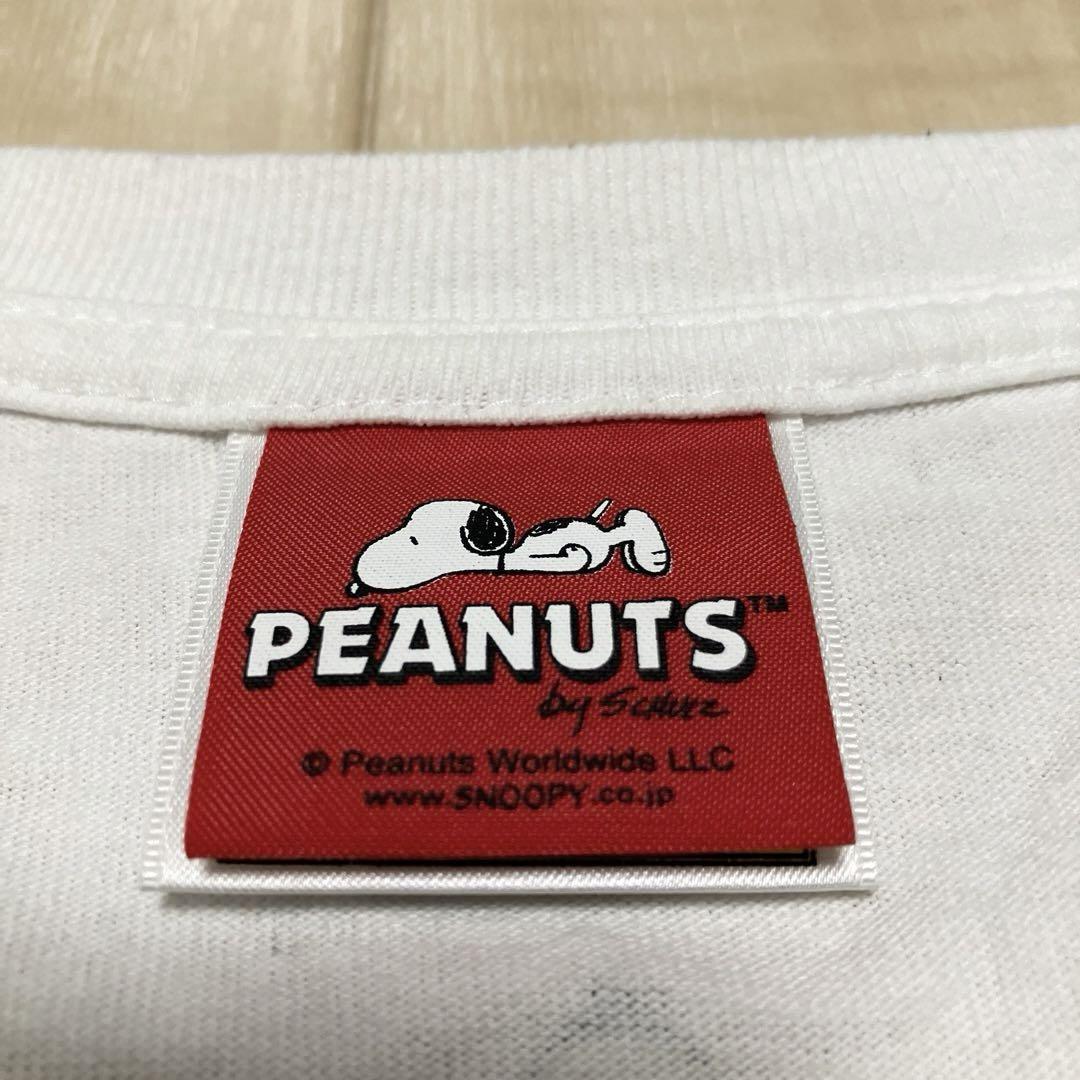 PEANUTS™
by Schulz
© Peanuts Worldwide LLC
www.SNOOPY.co.jp